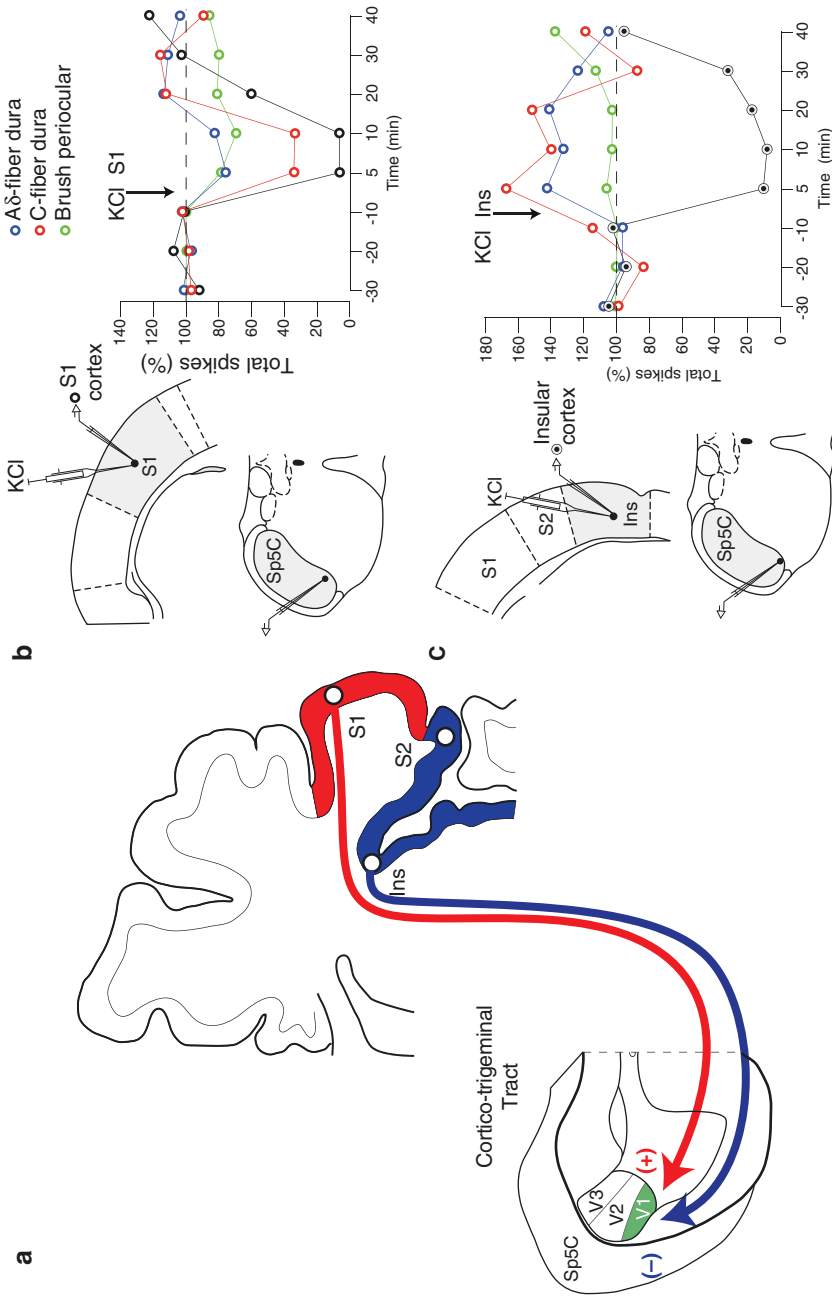 a
Cortico-trigeminal
Tract
Sp5C
V3
V2
V1
(–)
(+)
Ins
S2
S1
b
KCl
S1
cortex
S1
Sp5C
Aδ-fiber dura
C-fiber dura
Brush periocular
KCl S1
Total spikes (%)
140
120
100
80
60
40
20
0
-30
-20
-10
5
10
20
30
40
Time (min)
C
KCl
Insular
cortex
S1
S2
Ins
Sp5C
KCl Ins
Total spikes (%)
180
160
140
120
100
80
60
40
20
0
-30
-20
-10
5
10
20
30
40
Time (min)